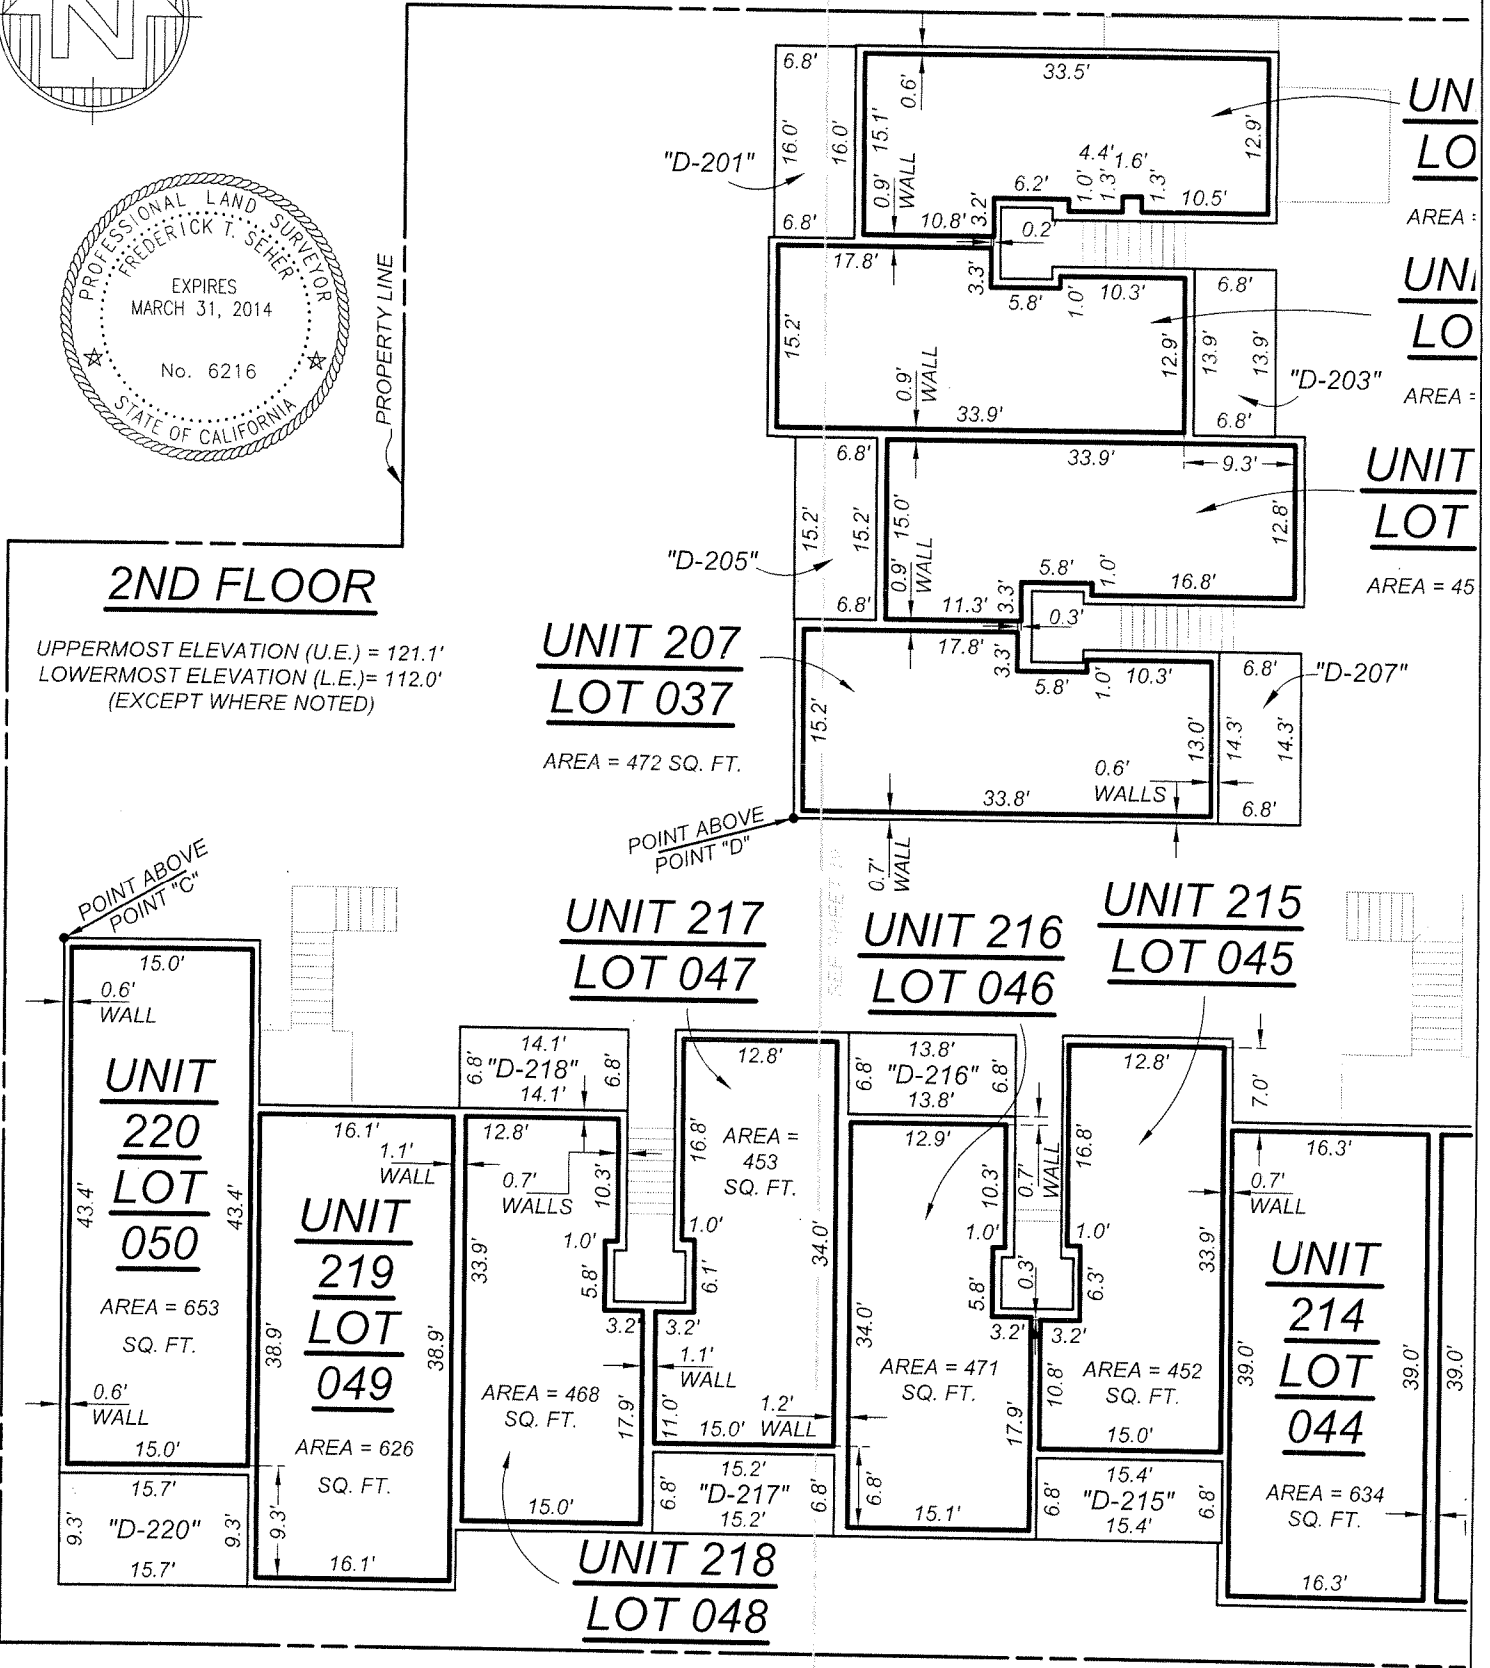 N
PROFESSIONAL LAND SURVEYOR
FREDERICK T. SEHER
EXPIRES
MARCH 31, 2014
No. 6216
STATE OF CALIFORNIA
PROPERTY LINE
2ND FLOOR
UPPERMOST ELEVATION (U.E.) = 121.1'
LOWERMOST ELEVATION (L.E.)= 112.0'
(EXCEPT WHERE NOTED)
6.8'
16.0'
16.0'
6.8'
"D-201"
33.5'
0.6'
15.1'
0.9'
WALL
10.8'
3.2'
6.2'
1.0'
4.4'
1.3'
1.6'
1.3'
10.5'
12.9'
0.2'
UN
LO
AREA =
17.8'
3.3'
5.8'
1.0'
10.3'
15.2'
12.9'
0.9'
WALL
33.9'
6.8'
13.9'
13.9'
6.8'
"D-203"
UNI
LO
AREA =
33.9'
9.3'
6.8'
15.2'
15.2'
6.8'
"D-205"
15.0'
0.9'
WALL
11.3'
3.3'
5.8'
1.0'
16.8'
12.8'
0.3'
UNIT
LOT
AREA = 45
UNIT 207
LOT 037
AREA = 472 SQ. FT.
17.8'
3.3'
5.8'
1.0'
10.3'
15.2'
13.0'
0.6'
WALLS
33.8'
0.7'
WALL
6.8'
14.3'
14.3'
6.8'
"D-207"
POINT ABOVE
POINT "D"
POINT ABOVE
POINT "C"
15.0'
0.6'
WALL
UNIT
220
LOT
050
43.4'
43.4'
AREA = 653
SQ. FT.
0.6'
WALL
15.0'
15.7'
9.3'
"D-220"
9.3'
15.7'
16.1'
1.1'
WALL
UNIT
219
LOT
049
38.9'
38.9'
AREA = 626
SQ. FT.
9.3'
16.1'
14.1'
6.8'
"D-218"
6.8'
14.1'
12.8'
0.7'
WALLS
10.3'
1.0'
5.8'
33.9'
3.2'
AREA = 468
SQ. FT.
17.9'
15.0'
UNIT 218
LOT 048
UNIT 217
LOT 047
12.8'
16.8'
AREA =
453
SQ. FT.
1.0'
6.1'
34.0'
3.2'
1.1'
WALL
11.0'
15.0'
1.2'
WALL
15.2'
6.8'
"D-217"
6.8'
15.2'
UNIT 216
LOT 046
13.8'
6.8'
"D-216"
6.8'
13.8'
12.9'
10.3'
0.7'
WALL
1.0'
5.8'
0.3'
34.0'
3.2'
AREA = 471
SQ. FT.
17.9'
6.8'
15.1'
UNIT 215
LOT 045
12.8'
7.0'
16.8'
1.0'
6.3'
33.9'
3.2'
10.8'
AREA = 452
SQ. FT.
15.0'
15.4'
6.8'
"D-215"
6.8'
15.4'
16.3'
0.7'
WALL
UNIT
214
LOT
044
39.0'
39.0'
39.0'
AREA = 634
SQ. FT.
16.3'